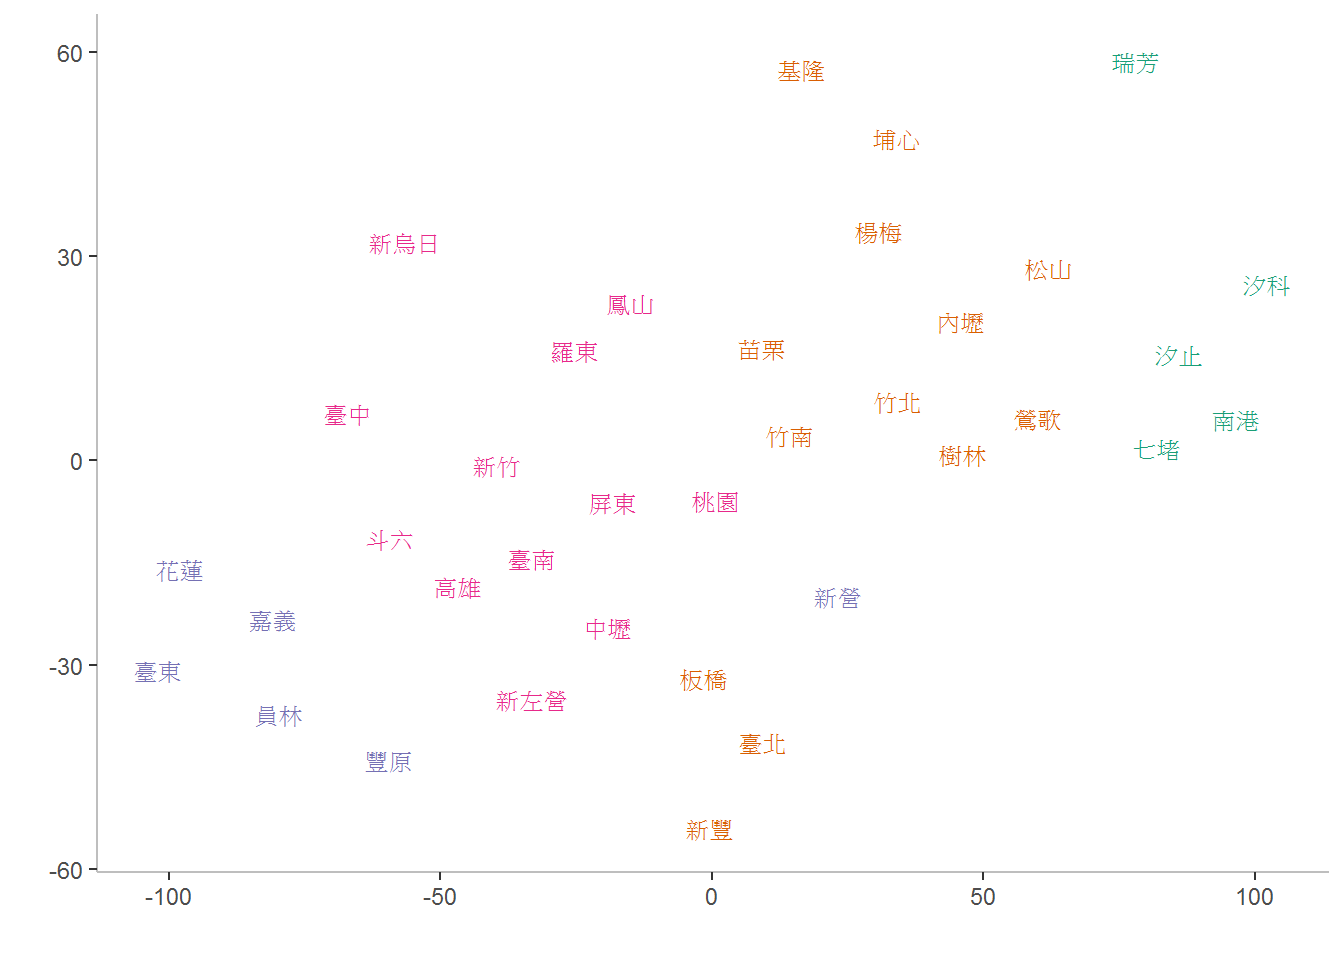 60
瑞芳
基隆
埔心
楊梅
新烏日
30
松山
汐科
鳳山
內壢
苗栗
羅東
汐止
竹北
臺中
鶯歌
南港
竹南
七堵
樹林
0
新竹
桃園
屏東
斗六
臺南
花蓮
高雄
新營
嘉義
中壢
-30
臺東
板橋
新左營
員林
臺北
豐原
新豐
-60
-100
-50
0
50
100